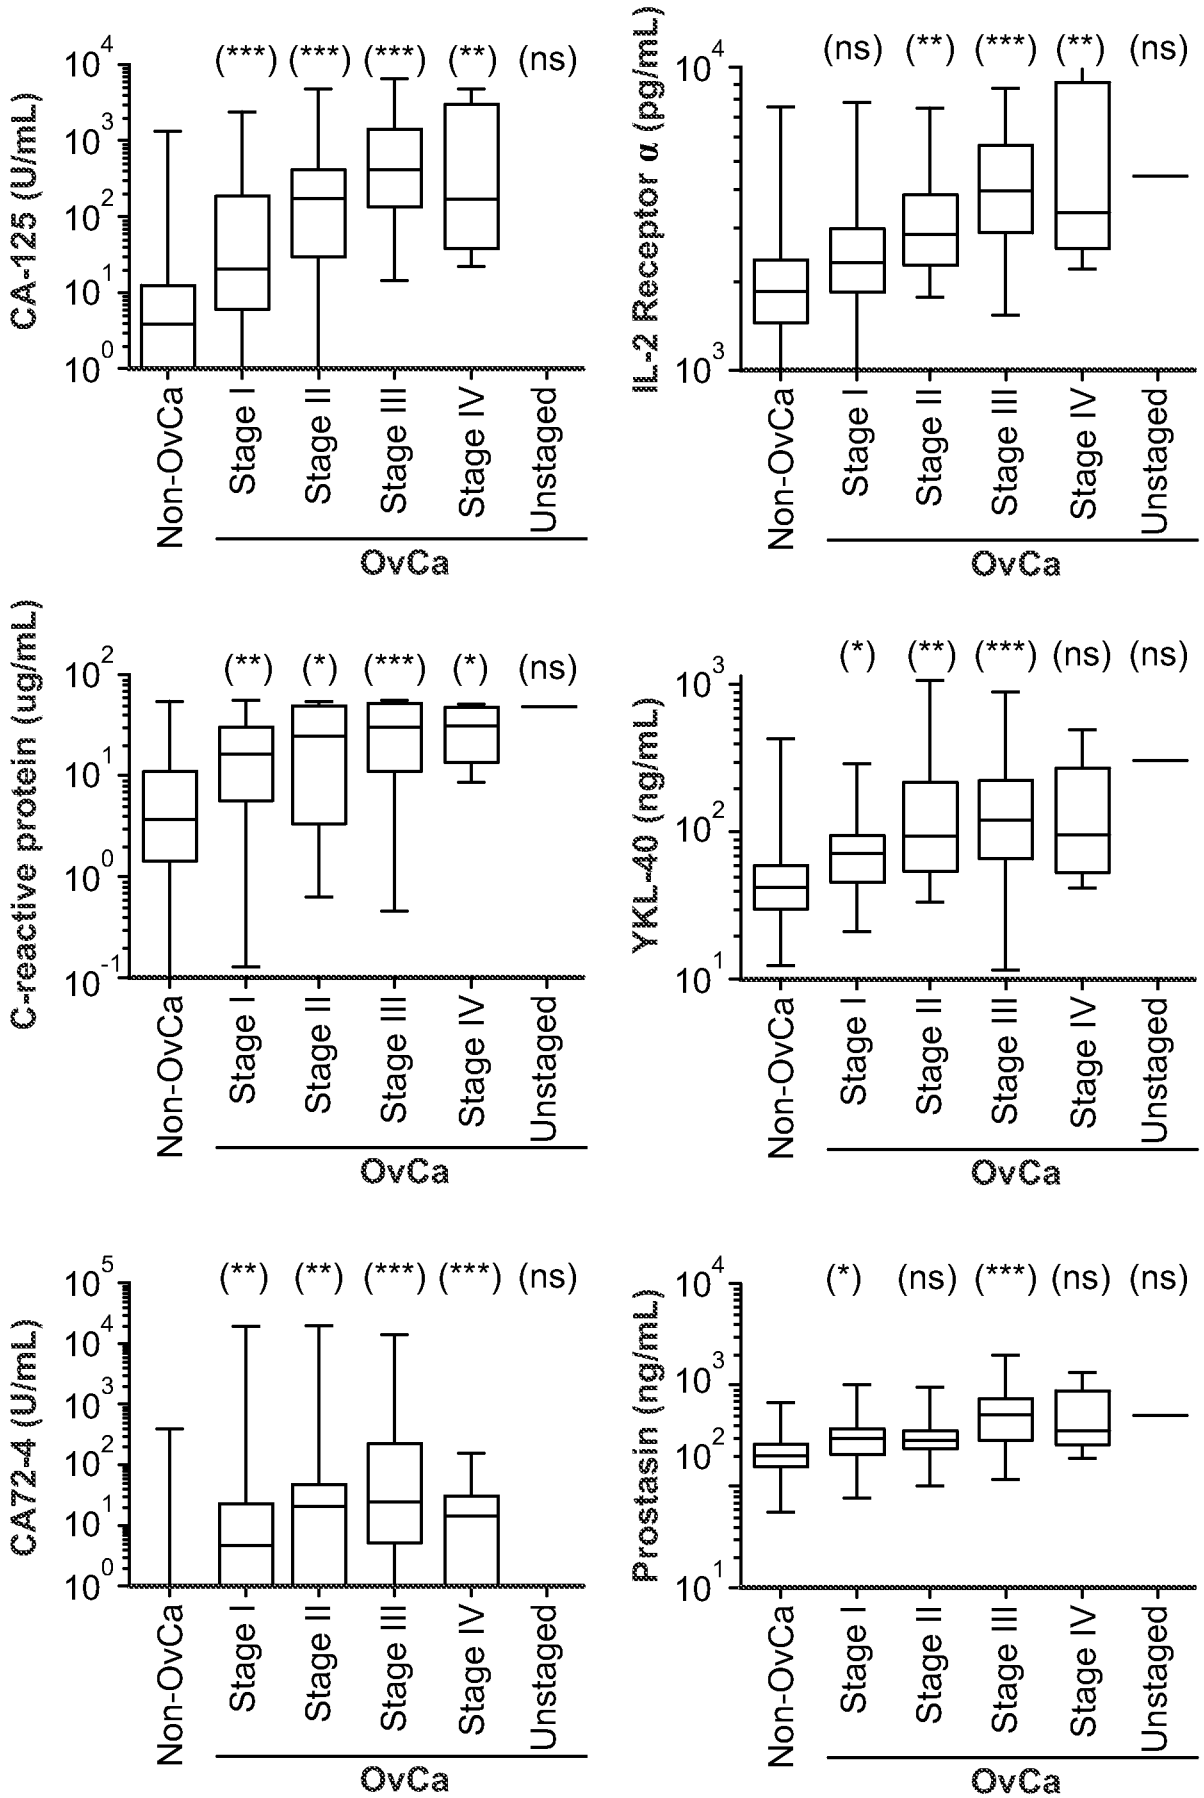 CA-125 (U/mL)
10^4
10^3
10^2
10^1
10^0
(***) (***) (***) (**) (ns)
Non-OvCa
Stage I
Stage II
Stage III
Stage IV
Unstaged
OvCa
IL-2 Receptor α (pg/mL)
10^4
10^3
(ns) (**) (***) (**) (ns)
Non-OvCa
Stage I
Stage II
Stage III
Stage IV
Unstaged
OvCa
C-reactive protein (ug/mL)
10^2
10^1
10^0
10^-1
(**) (*) (***) (*) (ns)
Non-OvCa
Stage I
Stage II
Stage III
Stage IV
Unstaged
OvCa
YKL-40 (ng/mL)
10^3
10^2
10^1
(*) (**) (***) (ns) (ns)
Non-OvCa
Stage I
Stage II
Stage III
Stage IV
Unstaged
OvCa
CA72-4 (U/mL)
10^5
10^4
10^3
10^2
10^1
10^0
(**) (**) (***) (***) (ns)
Non-OvCa
Stage I
Stage II
Stage III
Stage IV
Unstaged
OvCa
Prostasin (ng/mL)
10^4
10^3
10^2
10^1
(*) (ns) (***) (ns) (ns)
Non-OvCa
Stage I
Stage II
Stage III
Stage IV
Unstaged
OvCa